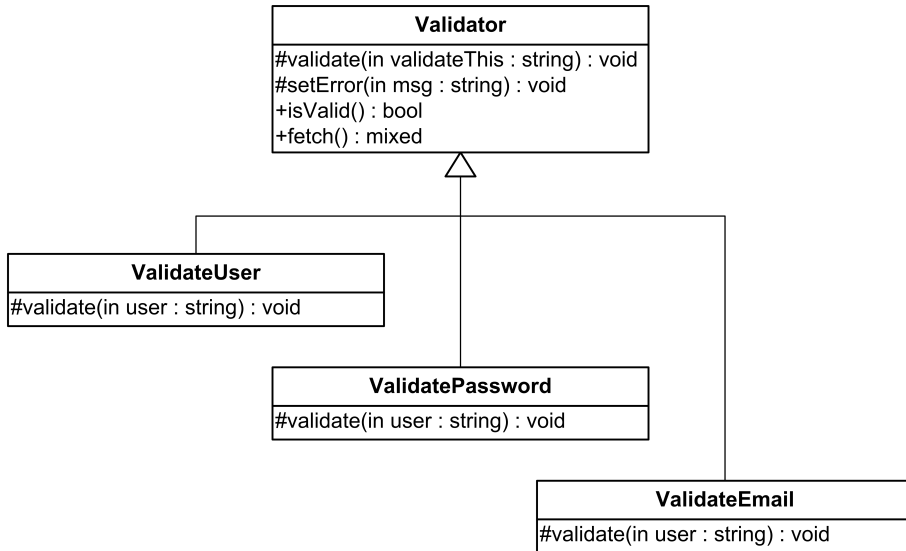 Validator
#validate(in validateThis : string) : void
#setError(in msg : string) : void
+isValid() : bool
+fetch() : mixed
ValidateUser
#validate(in user : string) : void
ValidatePassword
#validate(in user : string) : void
ValidateEmail
#validate(in user : string) : void